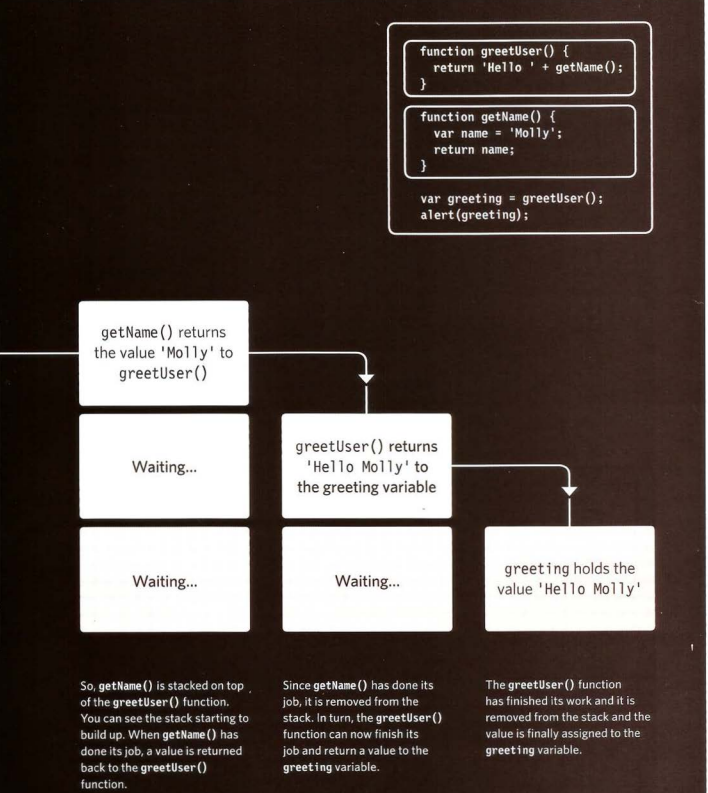 function greetUser() {
return 'Hello ' + getName();
}
function getName() {
var name = 'Molly';
return name;
}
var greeting = greetUser();
alert(greeting);
getName() returns
the value 'Molly' to
greetUser()
Waiting...
Waiting...
greetUser() returns
'Hello Molly' to
the greeting variable
Waiting...
greeting holds the
value 'Hello Molly'
So, getName() is stacked on top
of the greetUser() function.
You can see the stack starting to
build up. When getName() has
done its job, a value is returned
back to the greetUser()
function.
Since getName() has done its
job, it is removed from the
stack. In turn, the greetUser()
function can now finish its
job and return a value to the
greeting variable.
The greetUser() function
has finished its work and it is
removed from the stack and the
value is finally assigned to the
greeting variable.